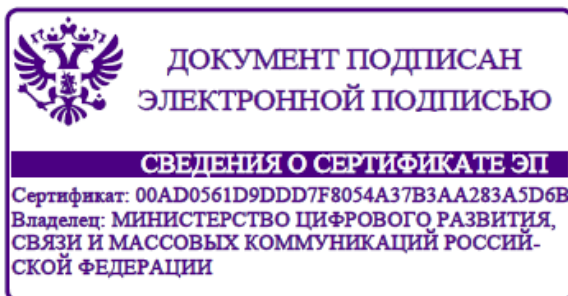 ДОКУМЕНТ ПОДПИСАН
ЭЛЕКТРОННОЙ ПОДПИСЬЮ
СВЕДЕНИЯ О СЕРТИФИКАТЕ ЭП
Сертификат: 00AD0561D9DDD7F8054A37B3AA283A5D6B
Владелец: МИНИСТЕРСТВО ЦИФРОВОГО РАЗВИТИЯ,
СВЯЗИ И МАССОВЫХ КОММУНИКАЦИЙ РОССИЙ-
СКОЙ ФЕДЕРАЦИИ